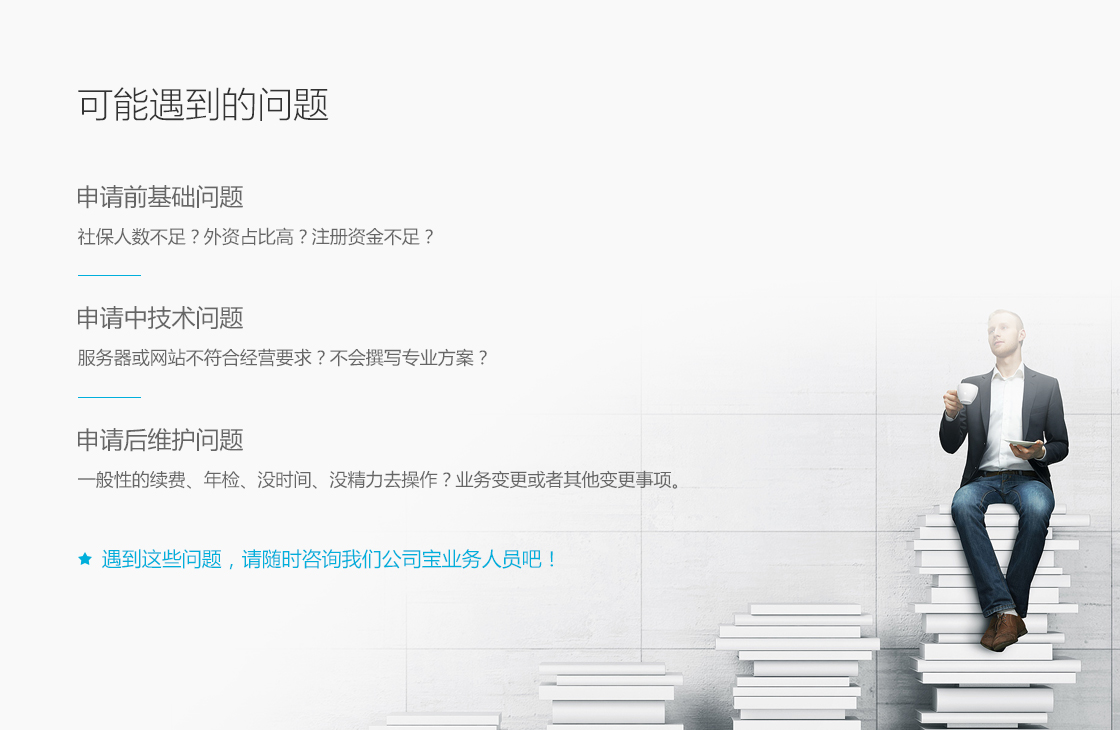 可能遇到的问题
申请前基础问题
社保人数不足？外资占比高？注册资金不足？
申请中技术问题
服务器或网站不符合经营要求？不会撰写专业方案？
申请后维护问题
一般性的续费、年检、没时间、没精力去操作？业务变更或者其他变更事项。
★ 遇到这些问题，请随时咨询我们公司宝业务人员吧！